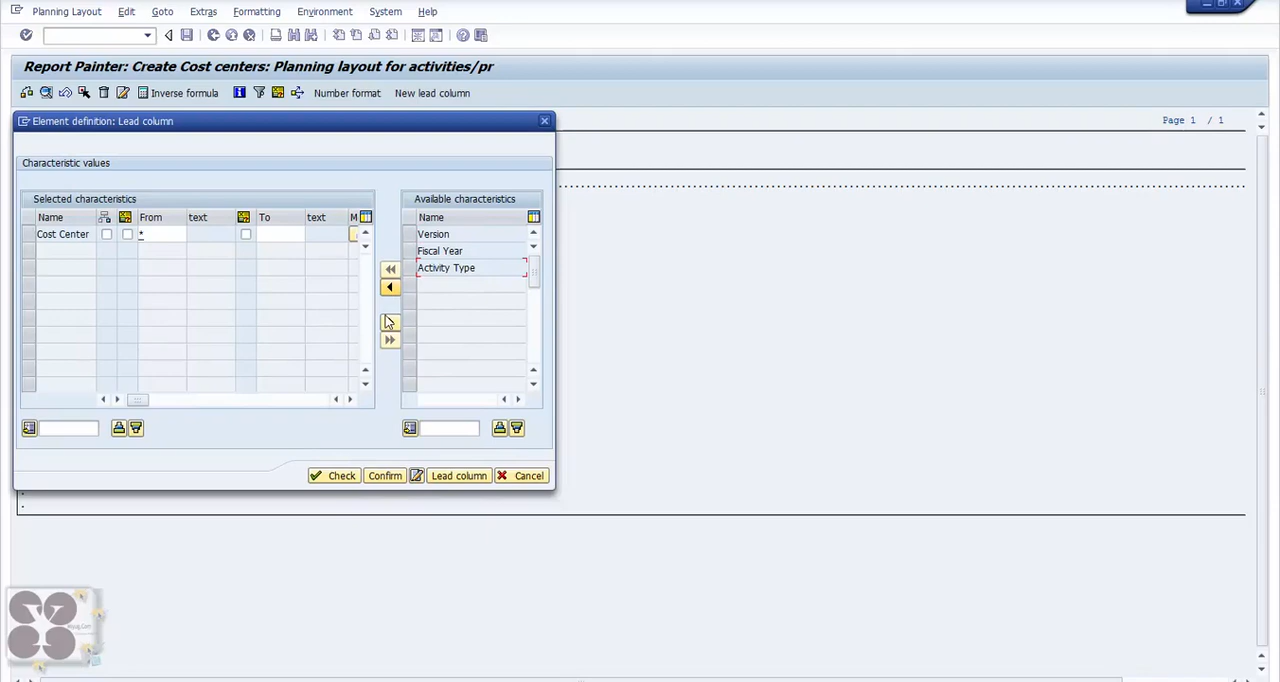 Planning Layout Edit Goto Extras Formatting Environment System Help
Report Painter: Create Cost centers: Planning layout for activities/pr
Inverse formula Number format New lead column
Element definition: Lead column
Page 1 / 1
Characteristic values
Selected characteristics Available characteristics
Name From text To text M Name
Cost Center * Version
Fiscal Year
Activity Type
Check Confirm Lead column Cancel